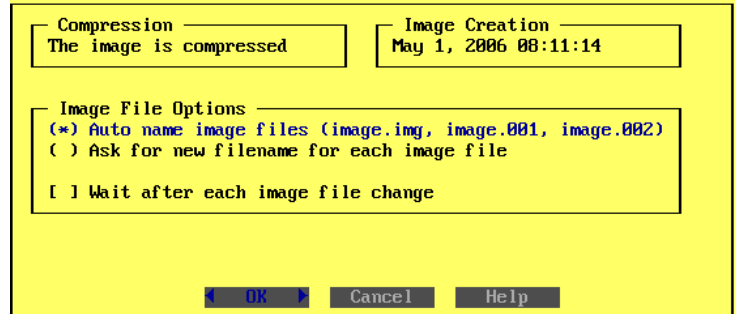 Compression
The image is compressed
Image Creation
May 1, 2006 08:11:14
Image File Options
(*) Auto name image files (image.img, image.001, image.002)
( ) Ask for new filename for each image file
[ ] Wait after each image file change
OK Cancel Help